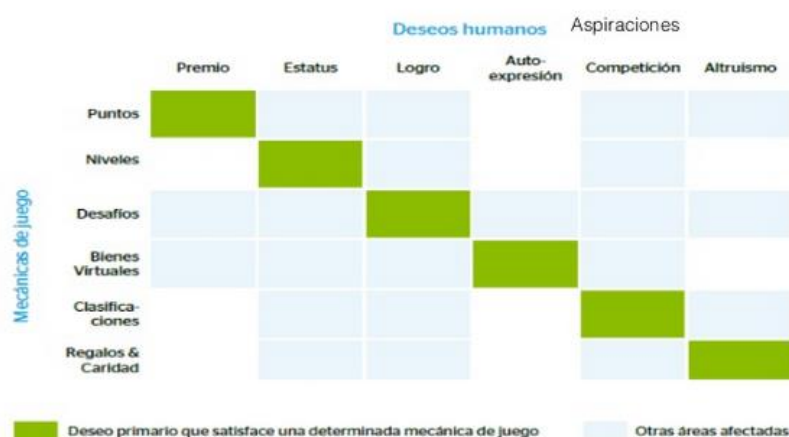 Deseos humanos Aspiraciones
Premio Estatus Logro Auto-expresión Competición Altruismo
Puntos
Niveles
Mecánicas de juego
Desafíos
Bienes
Virtuales
Clasifica-
ciones
Regalos &
Caridad
Deseo primario que satisface una determinada mecánica de juego Otras áreas afectadas